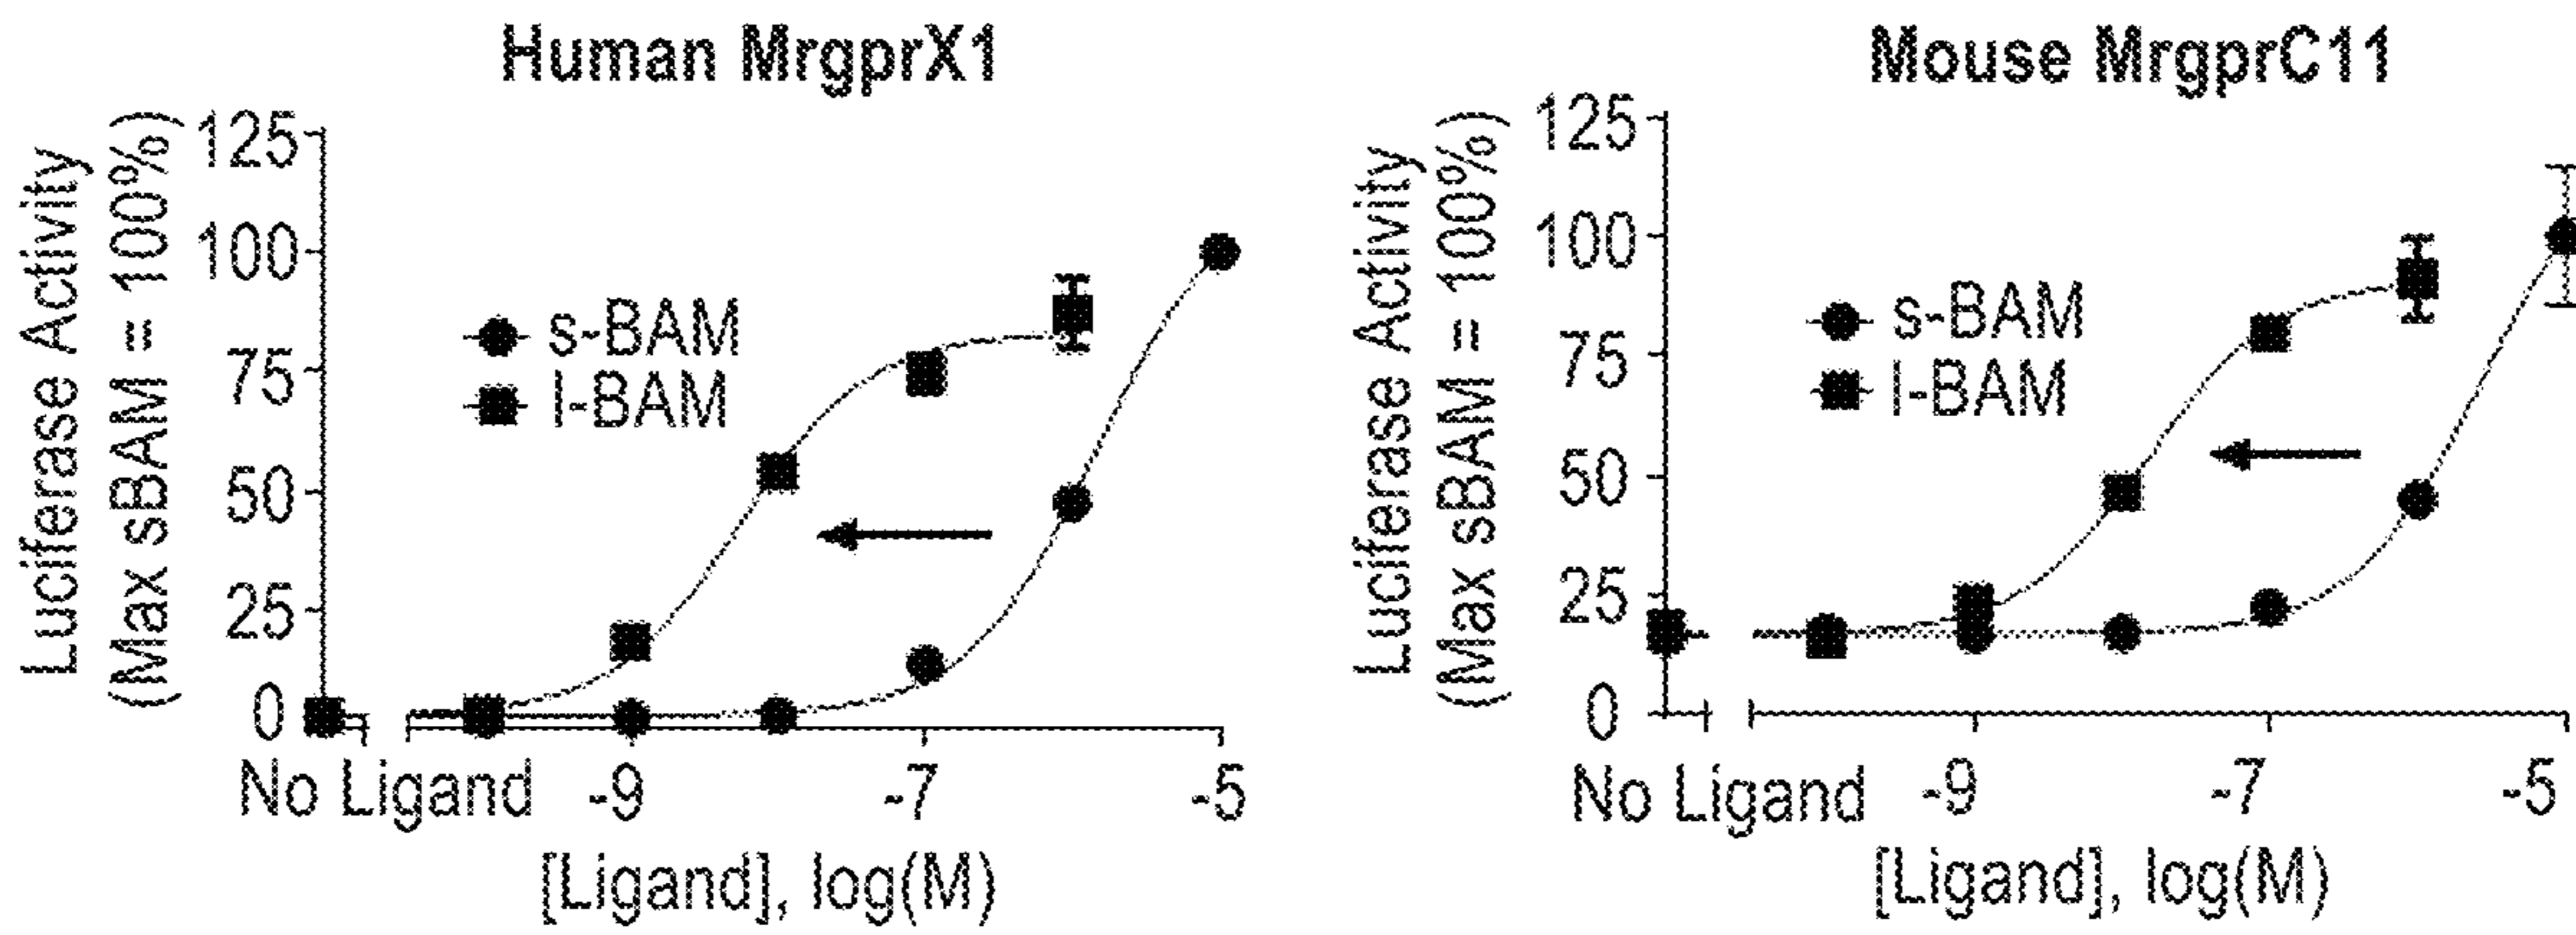 Human MrgprX1
Luciferase Activity
(Max sBAM = 100%)
125
100
75
50
25
0
s-BAM
l-BAM
No Ligand
-9
-7
-5
[Ligand], log(M)
Mouse MrgprC11
Luciferase Activity
(Max sBAM = 100%)
125
100
75
50
25
0
s-BAM
l-BAM
No Ligand
-9
-7
-5
[Ligand], log(M)